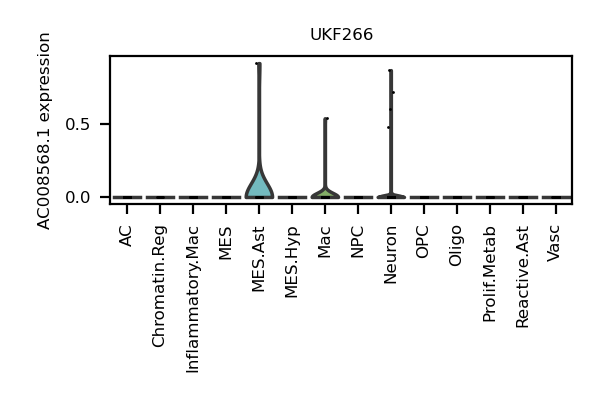 UKF266
AC008568.1 expression
0.5
0.0
AC
Chromatin.Reg
Inflammatory.Mac
MES
MES.Ast
MES.Hyp
Mac
NPC
Neuron
OPC
Oligo
Prolif.Metab
Reactive.Ast
Vasc